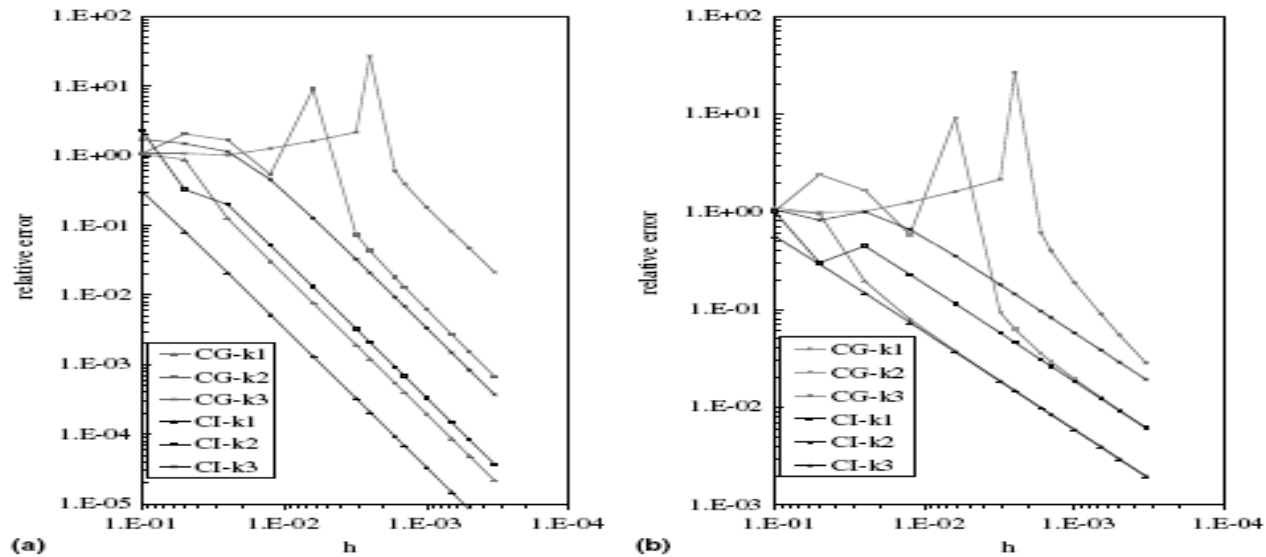 1.E+02
1.E+01
1.E+00
1.E-01
1.E-02
1.E-03
1.E-04
1.E-05
relative error
CG-k1
CG-k2
CG-k3
CI-k1
CI-k2
CI-k3
1.E-01 1.E-02 1.E-03 1.E-04
(a) h
1.E+02
1.E+01
1.E+00
1.E-01
1.E-02
1.E-03
relative error
CG-k1
CG-k2
CG-k3
CI-k1
CI-k2
CI-k3
1.E-01 1.E-02 1.E-03 1.E-04
(b) h